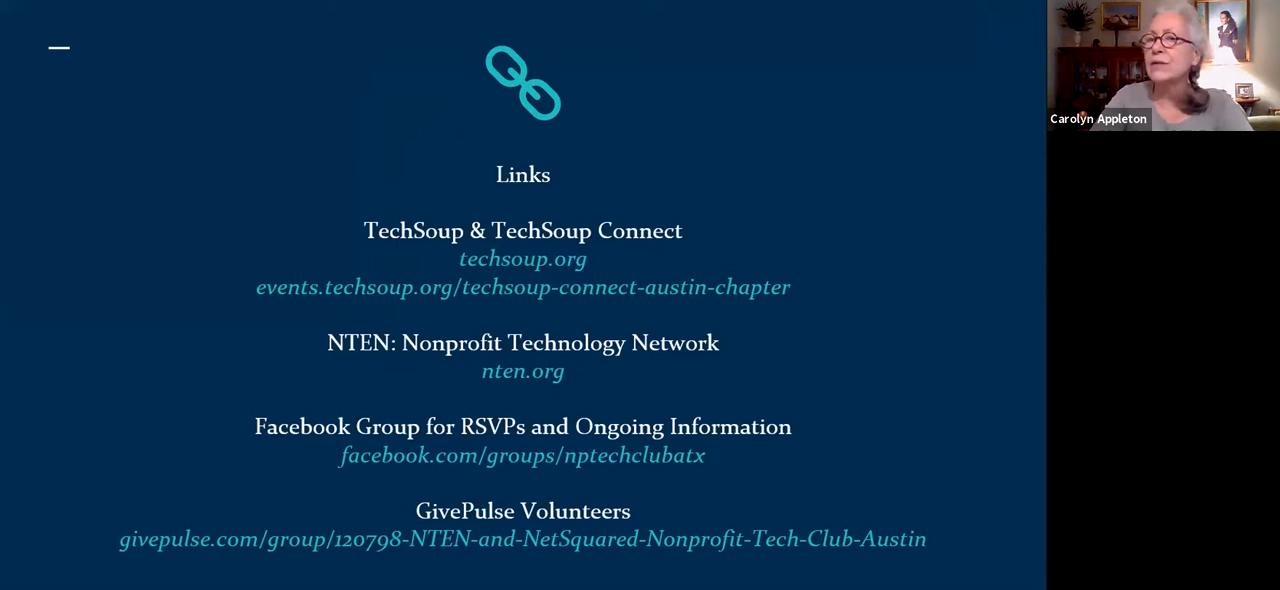 Links
TechSoup & TechSoup Connect
techsoup.org
events.techsoup.org/techsoup-connect-austin-chapter
NTEN: Nonprofit Technology Network
nten.org
Facebook Group for RSVPs and Ongoing Information
facebook.com/groups/nptechclubatx
GivePulse Volunteers
givepulse.com/group/120798-NTEN-and-NetSquared-Nonprofit-Tech-Club-Austin
Carolyn Appleton